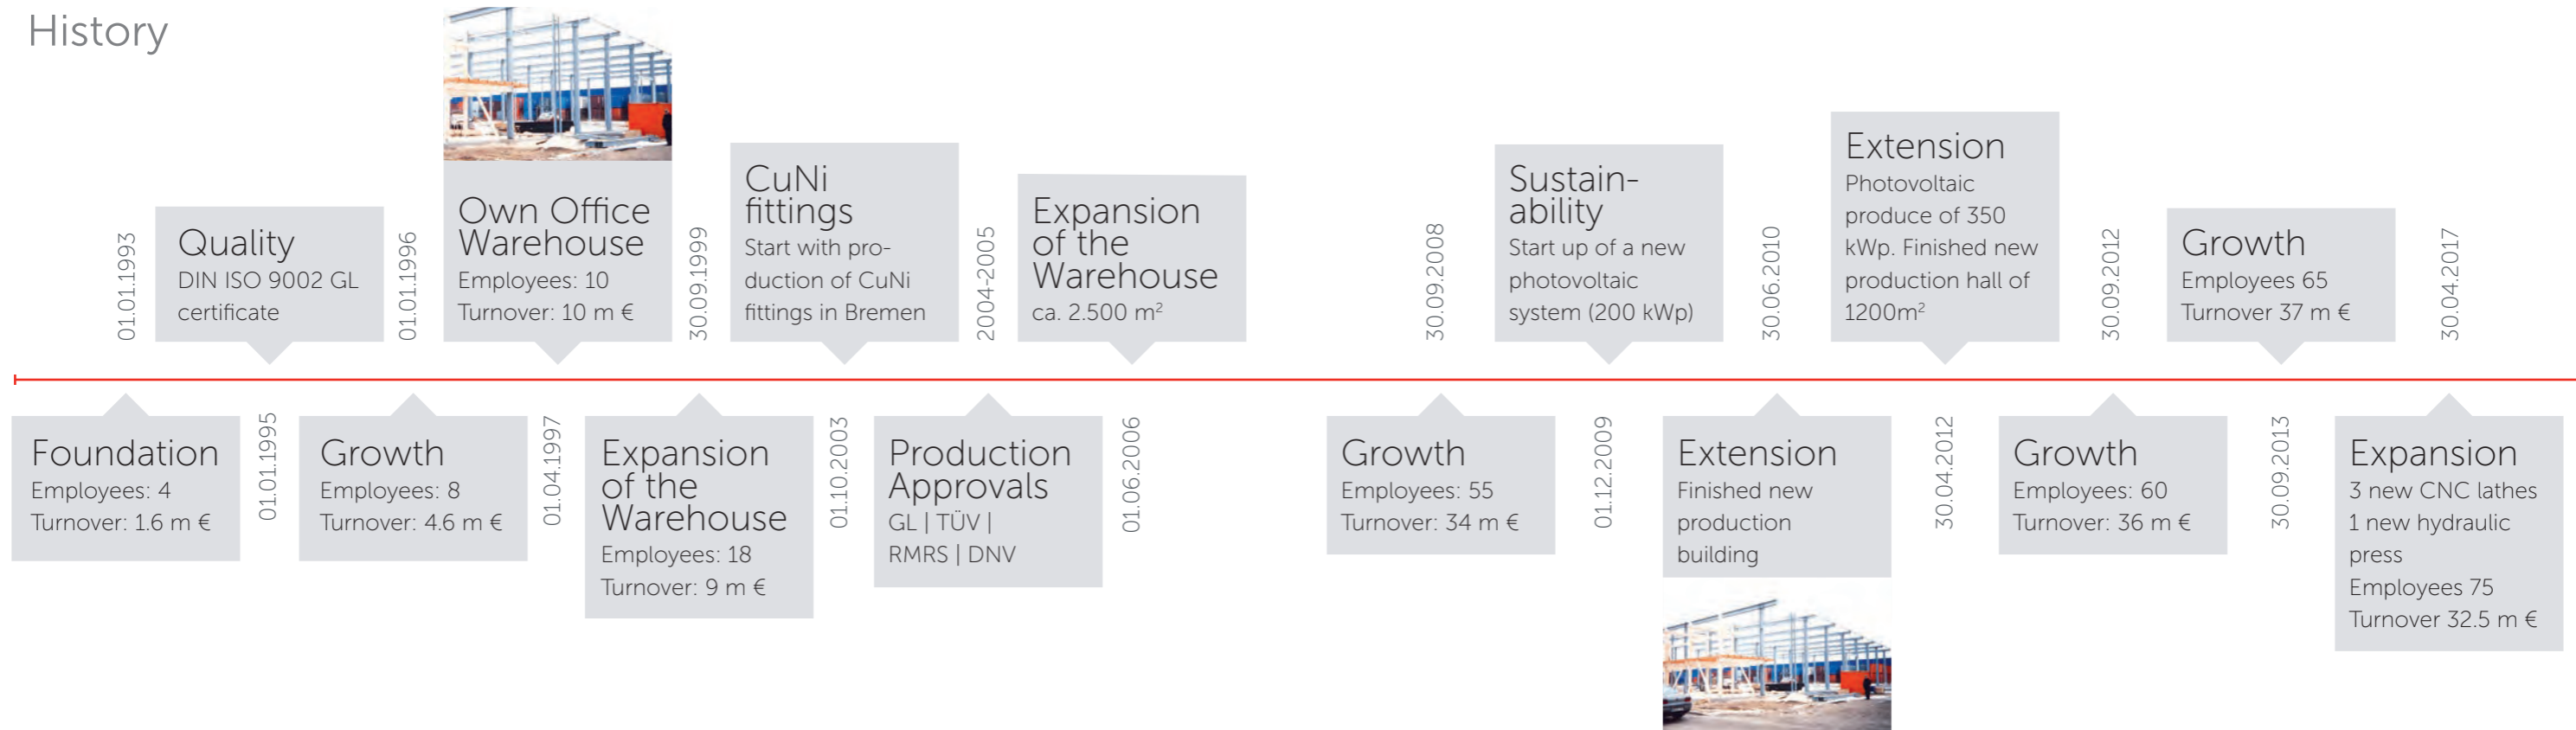 History
01.01.1993
Foundation
Employees: 4
Turnover: 1.6 m €
01.01.1995
Quality
DIN ISO 9002 GL
certificate
01.01.1996
Growth
Employees: 8
Turnover: 4.6 m €
01.04.1997
Own Office
Warehouse
Employees: 10
Turnover: 10 m €
30.09.1999
Expansion
of the
Warehouse
Employees: 18
Turnover: 9 m €
01.10.2003
CuNi
fittings
Start with pro-
duction of CuNi
fittings in Bremen
2004-2005
Production
Approvals
GL | TÜV |
RMRS | DNV
01.06.2006
Expansion
of the
Warehouse
ca. 2.500 m²
30.09.2008
Growth
Employees: 55
Turnover: 34 m €
01.12.2009
Sustain-
ability
Start up of a new
photovoltaic
system (200 kWp)
30.06.2010
Extension
Finished new
production
building
30.04.2012
Extension
Photovoltaic
produce of 350
kWp. Finished new
production hall of
1200m²
30.09.2012
Growth
Employees: 60
Turnover: 36 m €
30.09.2013
Growth
Employees 65
Turnover 37 m €
30.04.2017
Expansion
3 new CNC lathes
1 new hydraulic
press
Employees 75
Turnover 32.5 m €